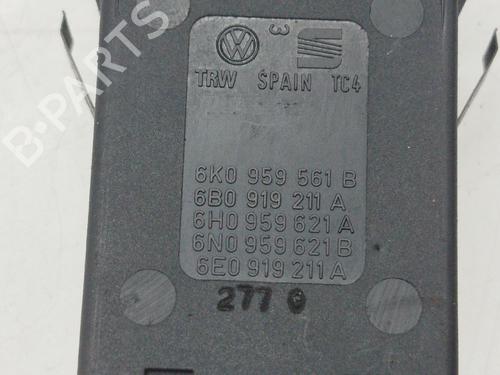 B-PARTS
3
TRW SPAIN TC4
6K0 959 561 B
6B0 919 211 A
6H0 959 621 A
6N0 959 621 B
6E0 919 211 A
277 0